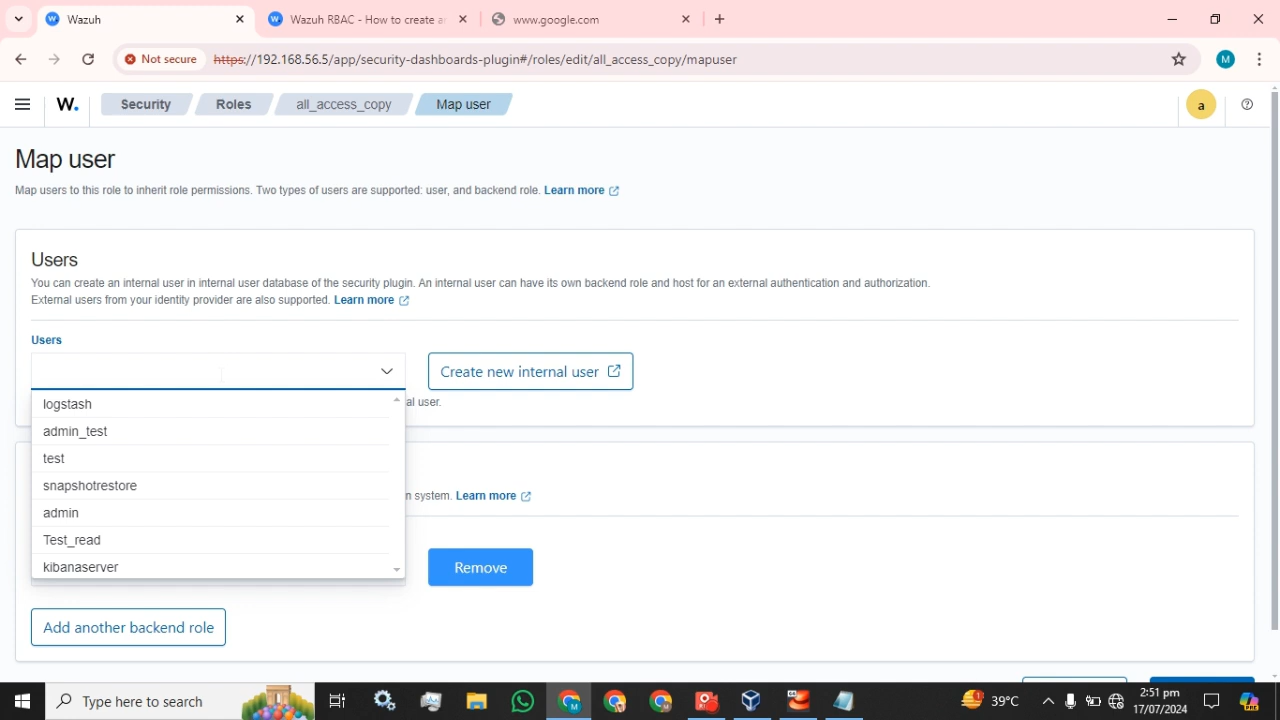 Wazuh
Wazuh RBAC - How to create a
www.google.com
Not secure
https://192.168.56.5/app/security-dashboards-plugin#/roles/edit/all_access_copy/mapuser
M
W.
Security
Roles
all_access_copy
Map user
a
Map user
Map users to this role to inherit role permissions. Two types of users are supported: user, and backend role. Learn more
Users
You can create an internal user in internal user database of the security plugin. An internal user can have its own backend role and host for an external authentication and authorization.
External users from your identity provider are also supported. Learn more
Users
Create new internal user
al user.
logstash
admin_test
test
snapshotrestore
admin
Test_read
kibanaserver
n system. Learn more
Remove
Add another backend role
Type here to search
39°C
2:51 pm
17/07/2024